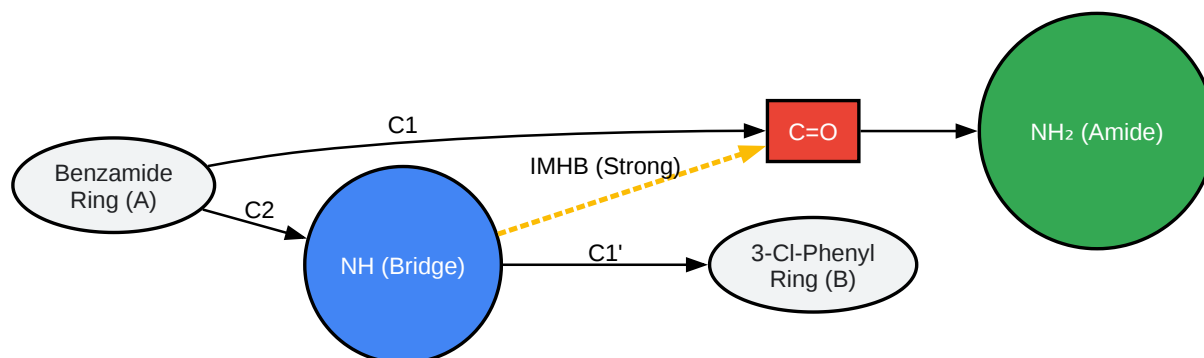 C1
C=O
NH₂ (Amide)
IMHB (Strong)
Benzamide
Ring (A)
C2
NH (Bridge)
C1'
3-Cl-Phenyl
Ring (B)